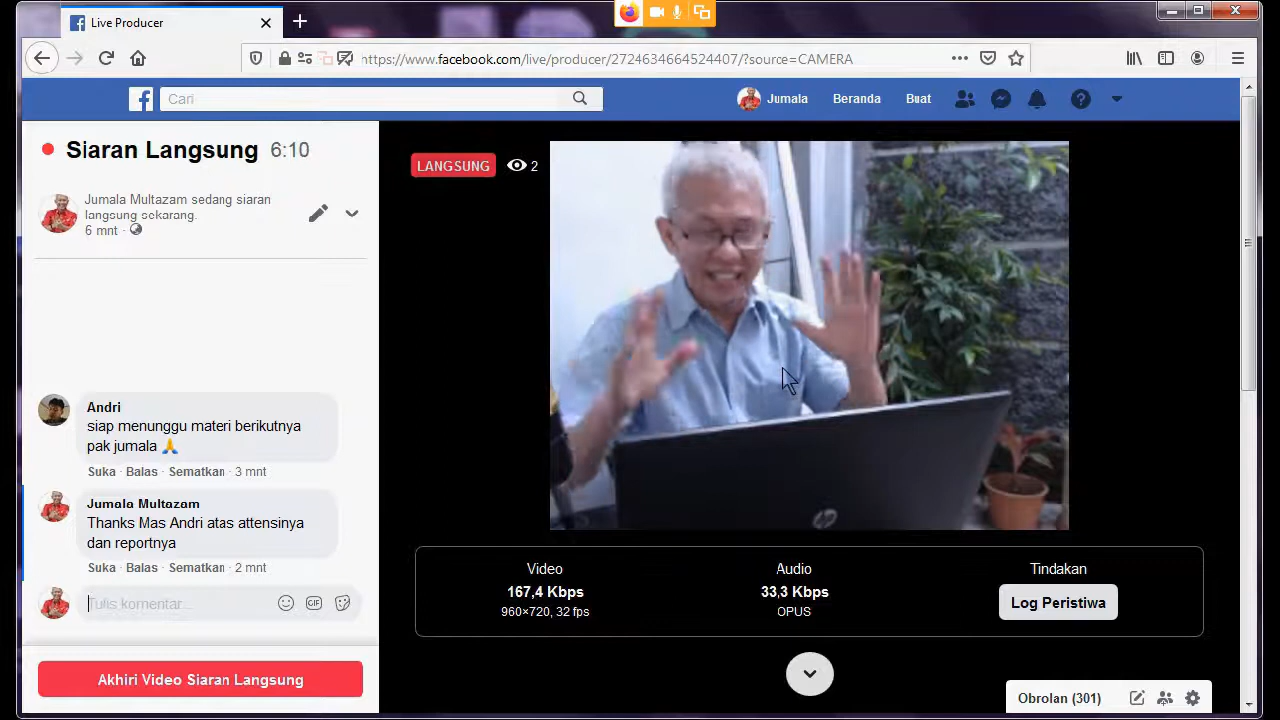 Live Producer
https://www.facebook.com/live/producer/2724634664524407/?source=CAMERA
Cari
Jumala
Beranda
Buat
Siaran Langsung 6:10
Jumala Multazam sedang siaran
langsung sekarang.
6 mnt ·
LANGSUNG
2
Andri
siap menunggu materi berikutnya
pak jumala 🙏
Suka · Balas · Sematkan · 3 mnt
Jumala Multazam
Thanks Mas Andri atas attensinya
dan reportnya
Suka · Balas · Sematkan · 2 mnt
Tulis komentar...
GIF
Akhiri Video Siaran Langsung
hp
Video
167,4 Kbps
960×720, 32 fps
Audio
33,3 Kbps
OPUS
Tindakan
Log Peristiwa
Obrolan (301)